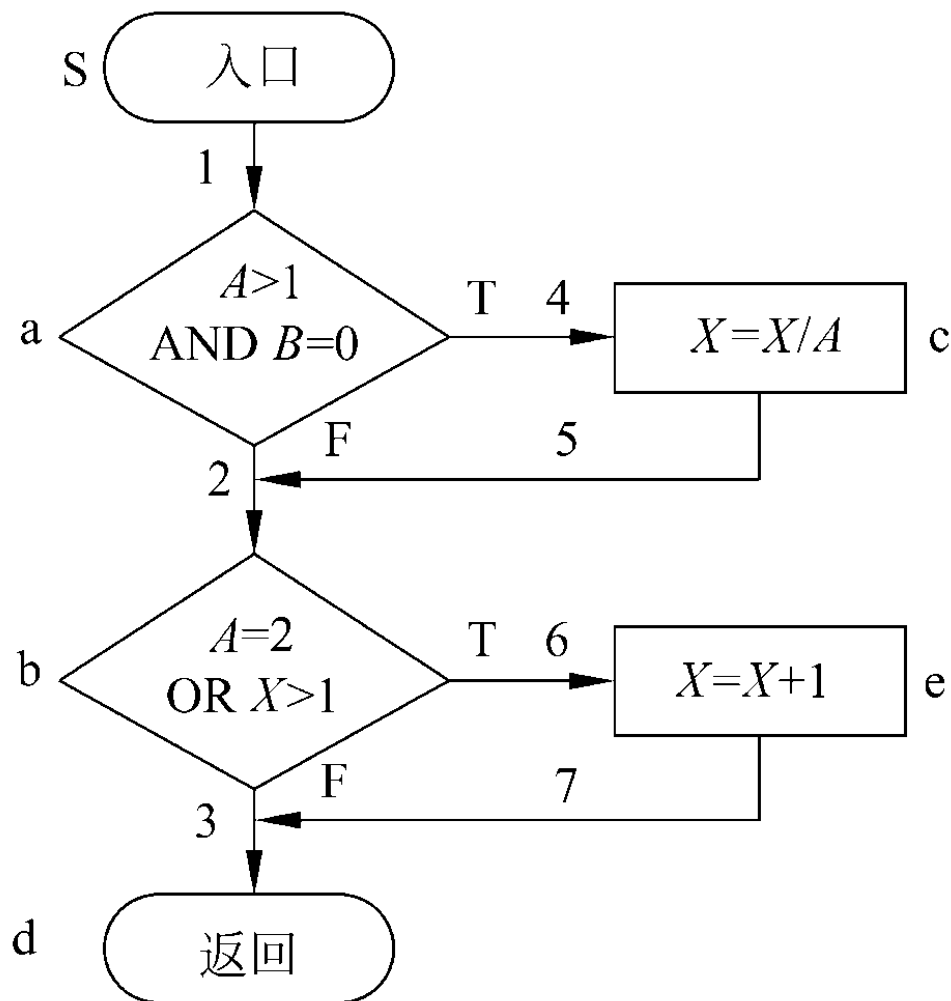 S
入口
1
a
A>1
AND B=0
T
4
X=X/A
c
F
5
2
b
A=2
OR X>1
T
6
X=X+1
e
F
7
3
d
返回